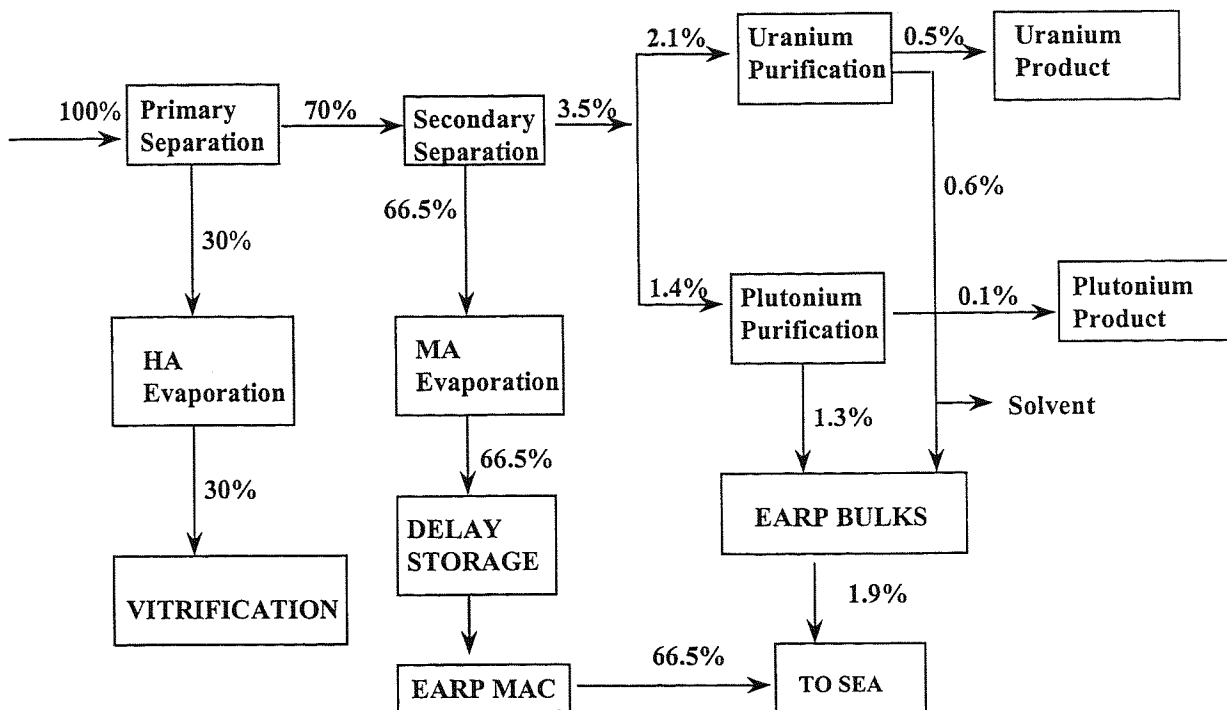 100%
Primary
Separation
70%
Secondary
Separation
3.5%
2.1%
Uranium
Purification
0.5%
Uranium
Product
0.6%
30%
66.5%
1.4%
Plutonium
Purification
0.1%
Plutonium
Product
HA
Evaporation
MA
Evaporation
1.3%
Solvent
30%
66.5%
VITRIFICATION
DELAY
STORAGE
EARP BULKS
1.9%
EARP MAC
66.5%
TO SEA